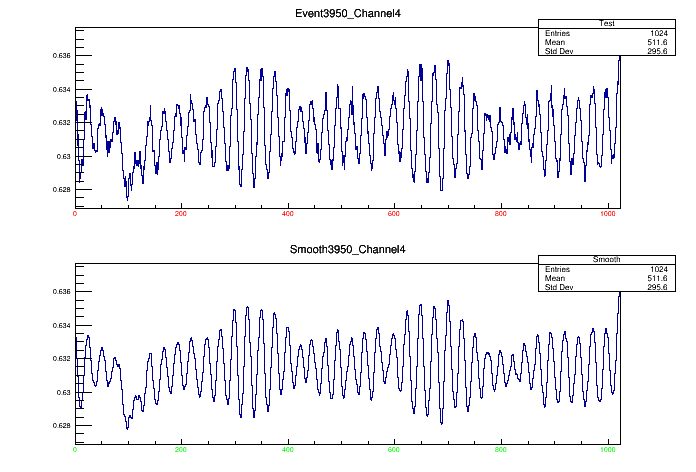 Event3950_Channel4
Test
Entries 1024
Mean 511.6
Std Dev 295.6
0.636
0.634
0.632
0.63
0.628
0 200 400 600 800 1000
Smooth3950_Channel4
Smooth
Entries 1024
Mean 511.6
Std Dev 295.6
0.636
0.634
0.632
0.63
0.628
0 200 400 600 800 1000